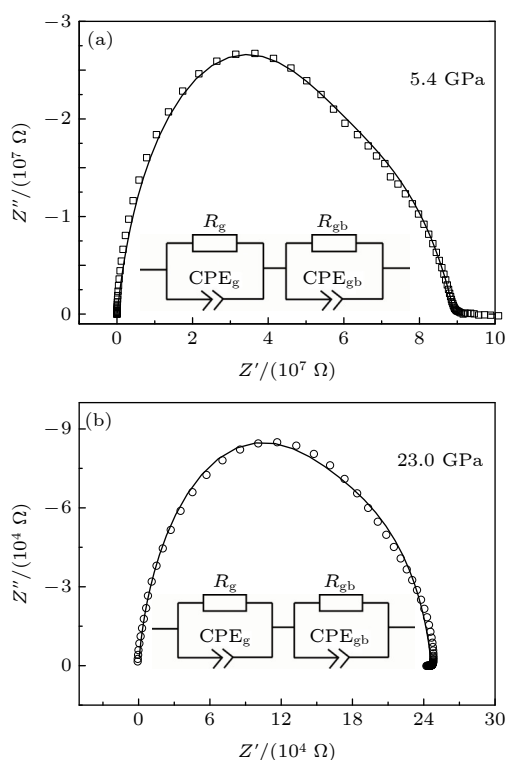 (a)
5.4 GPa
−3
−2
−1
0
Z″/(10⁷ Ω)
R_g
R_gb
CPE_g
CPE_gb
0 2 4 6 8 10
Z′/(10⁷ Ω)
(b)
23.0 GPa
−9
−6
−3
0
Z″/(10⁴ Ω)
R_g
R_gb
CPE_g
CPE_gb
0 6 12 18 24 30
Z′/(10⁴ Ω)